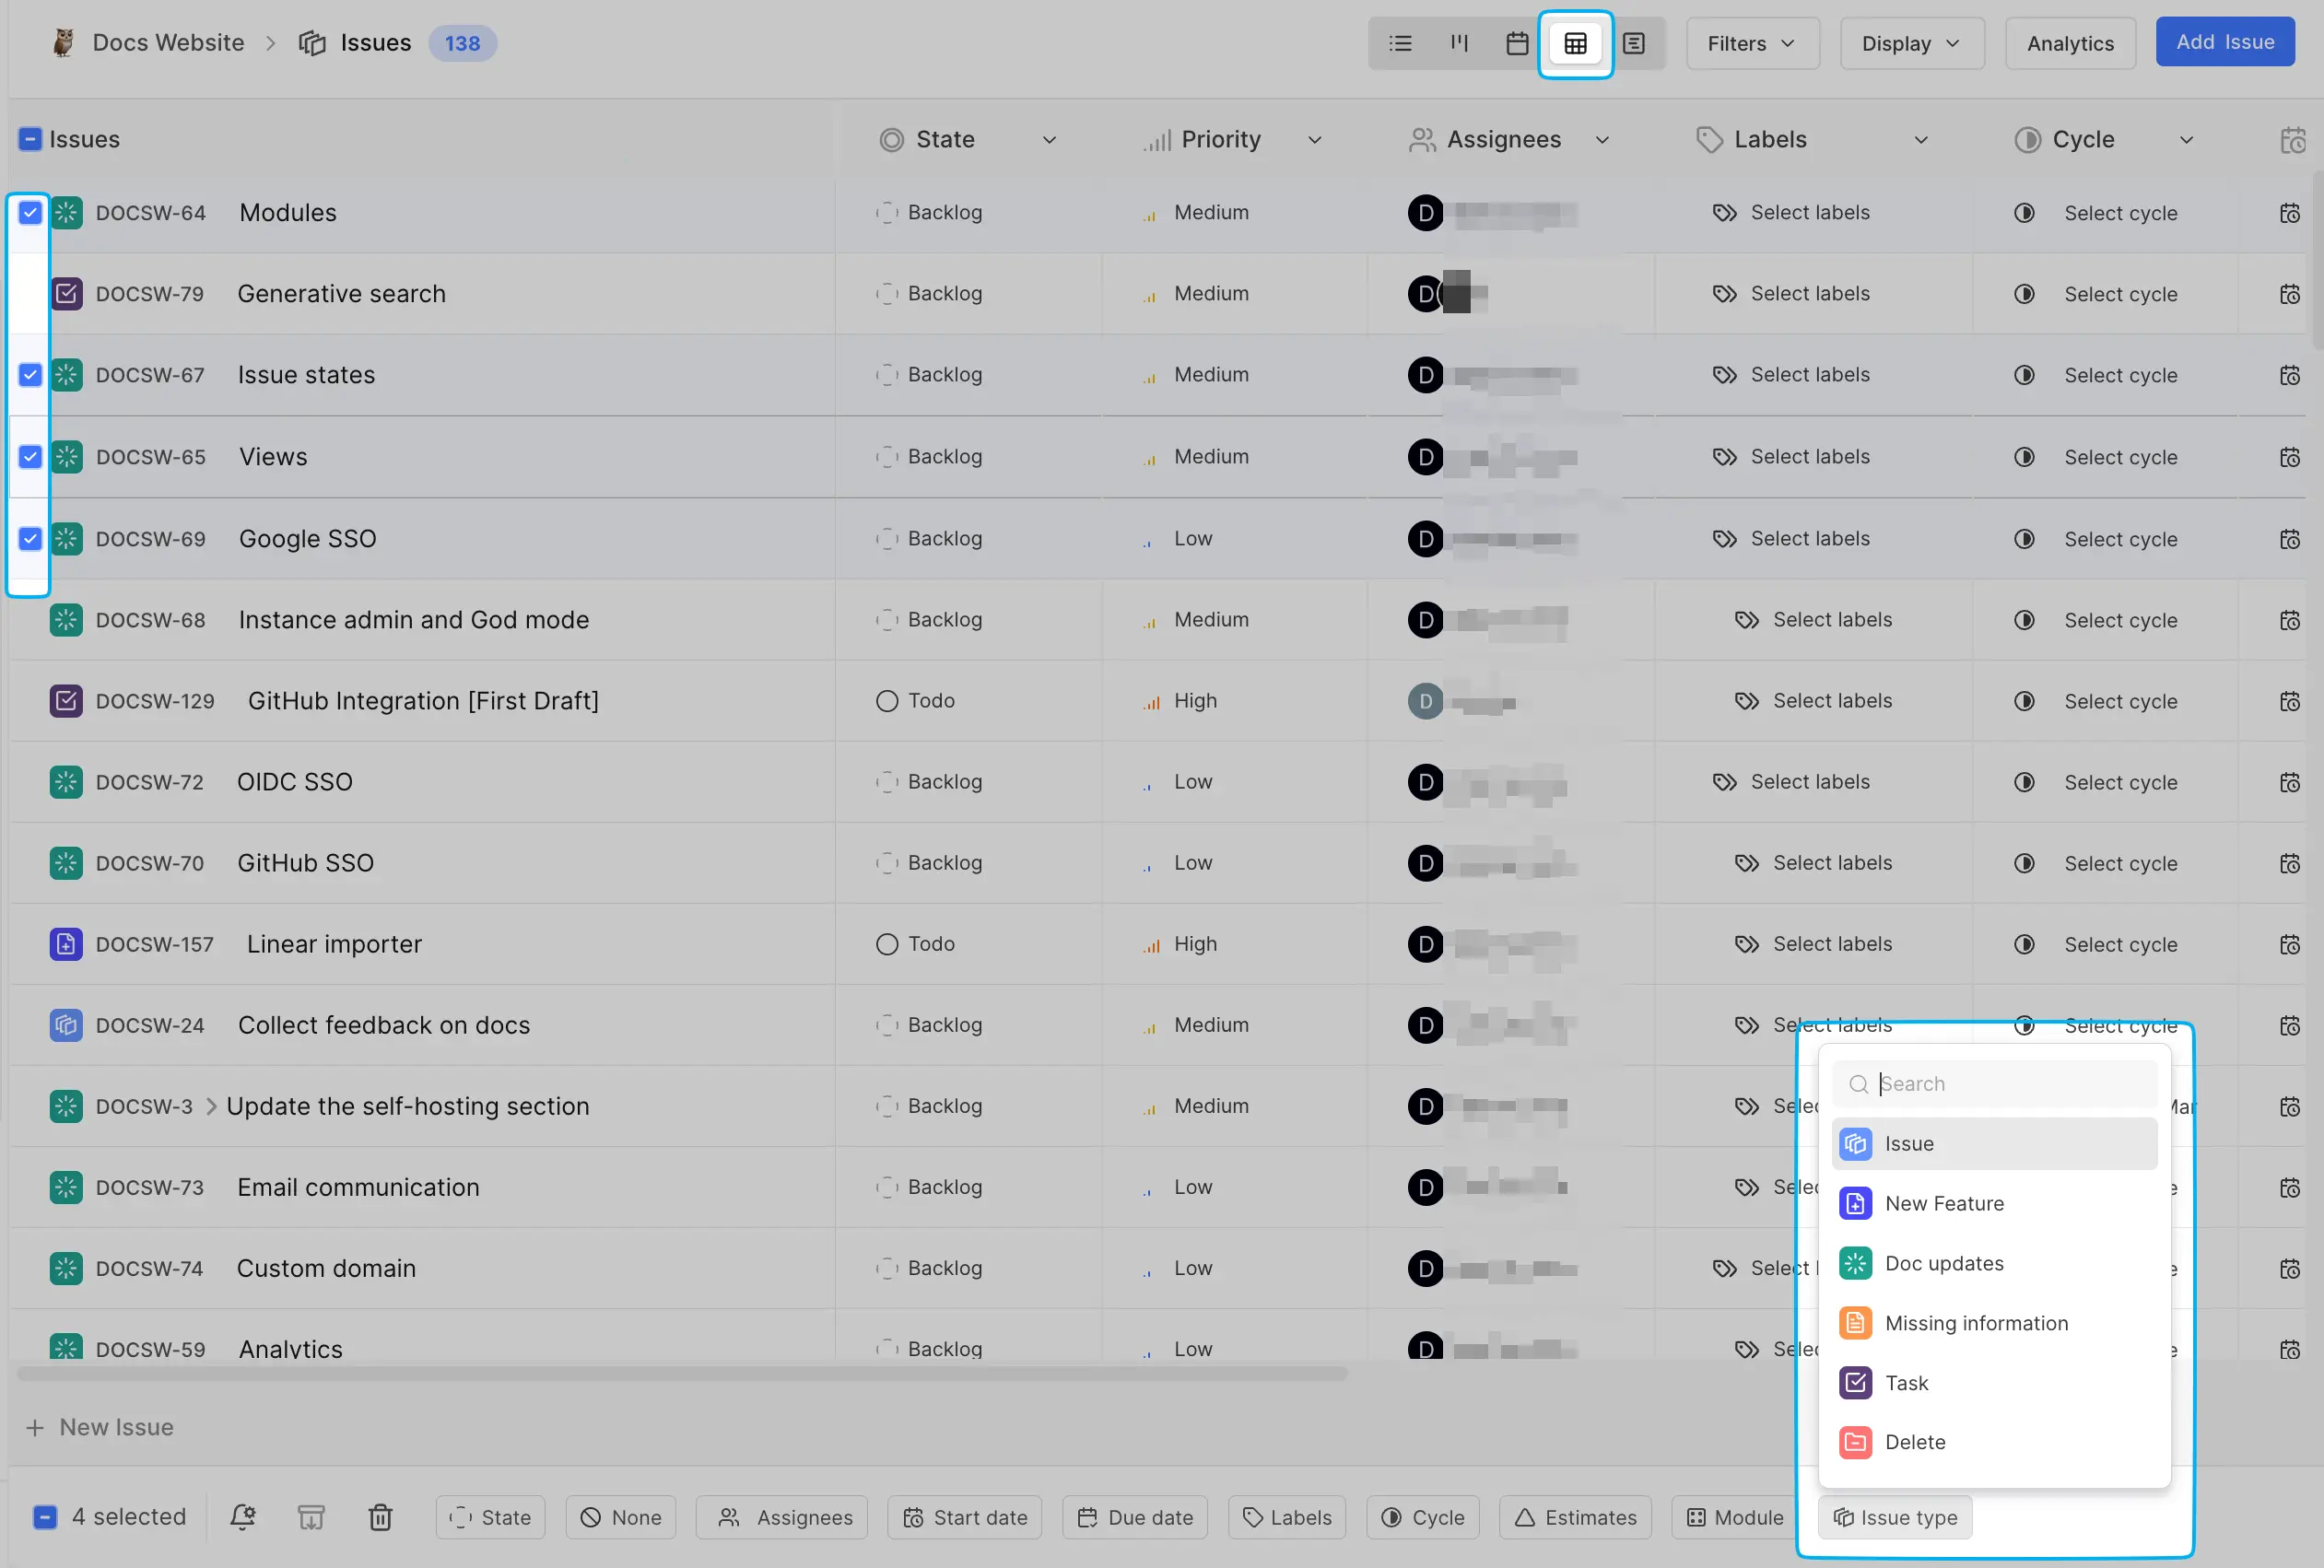 Docs Website > Issues 138 Filters Display Analytics Add Issue
Issues State Priority Assignees Labels Cycle
DOCSW-64 Modules Backlog Medium D Select labels Select cycle
DOCSW-79 Generative search Backlog Medium D Select labels Select cycle
DOCSW-67 Issue states Backlog Medium D Select labels Select cycle
DOCSW-65 Views Backlog Medium D Select labels Select cycle
DOCSW-69 Google SSO Backlog Low D Select labels Select cycle
DOCSW-68 Instance admin and God mode Backlog Medium D Select labels Select cycle
DOCSW-129 GitHub Integration [First Draft] Todo High D Select labels Select cycle
DOCSW-72 OIDC SSO Backlog Low D Select labels Select cycle
DOCSW-70 GitHub SSO Backlog Low D Select labels Select cycle
DOCSW-157 Linear importer Todo High D Select labels Select cycle
DOCSW-24 Collect feedback on docs Backlog Medium D Select labels Select cycle
DOCSW-3 > Update the self-hosting section Backlog Medium D
DOCSW-73 Email communication Backlog Low D
DOCSW-74 Custom domain Backlog Low D Select
DOCSW-59 Analytics Backlog Low D
Search
Issue
New Feature
Doc updates
Missing information
Task
Delete
+ New Issue
4 selected State None Assignees Start date Due date Labels Cycle Estimates Module Issue type